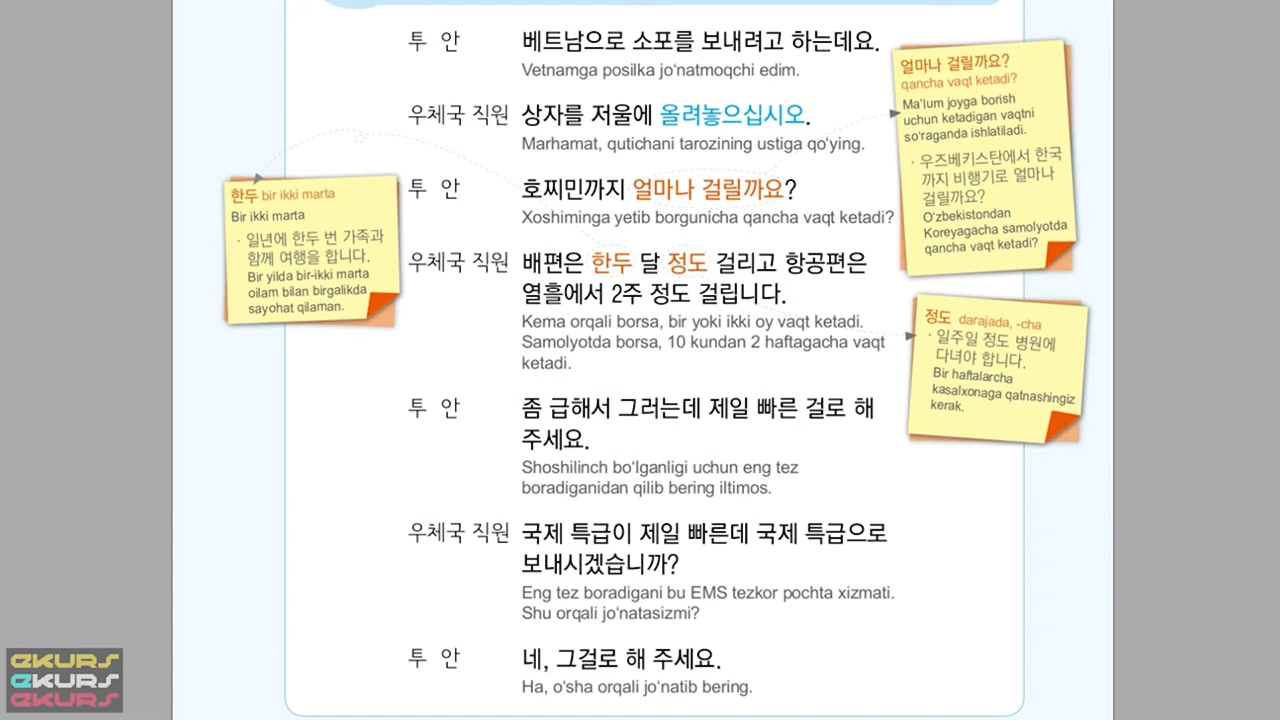 투 안 베트남으로 소포를 보내려고 하는데요.
Vetnamga posilka jo‘natmoqchi edim.
우체국 직원 상자를 저울에 올려놓으십시오.
Marhamat, qutichani tarozining ustiga qo‘ying.
투 안 호찌민까지 얼마나 걸릴까요?
Xoshiminga yetib borgunicha qancha vaqt ketadi?
우체국 직원 배편은 한두 달 정도 걸리고 항공편은
열흘에서 2주 정도 걸립니다.
Kema orqali borsa, bir yoki ikki oy vaqt ketadi.
Samolyotda borsa, 10 kundan 2 haftagacha vaqt
ketadi.
투 안 좀 급해서 그러는데 제일 빠른 걸로 해
주세요.
Shoshilinch bo‘lganligi uchun eng tez
boradiganidan qilib bering iltimos.
우체국 직원 국제 특급이 제일 빠른데 국제 특급으로
보내시겠습니까?
Eng tez boradigani bu EMS tezkor pochta xizmati.
Shu orqali jo‘natasizmi?
투 안 네, 그걸로 해 주세요.
Ha, o‘sha orqali jo‘natib bering.
한두 bir ikki marta
Bir ikki marta
· 일년에 한두 번 가족과
함께 여행을 합니다.
Bir yilda bir-ikki marta
oilam bilan birgalikda
sayohat qilaman.
얼마나 걸릴까요?
qancha vaqt ketadi?
Ma’lum joyga borish
uchun ketadigan vaqtni
so‘raganda ishlatiladi.
· 우즈베키스탄에서 한국
까지 비행기로 얼마나
걸릴까요?
O‘zbekistondan
Koreyagacha samolyotda
qancha vaqt ketadi?
정도 darajada, -cha
· 일주일 정도 병원에
다녀야 합니다.
Bir haftalarcha
kasalxonaga qatnashingiz
kerak.
EKURS
EKURS
EKURS